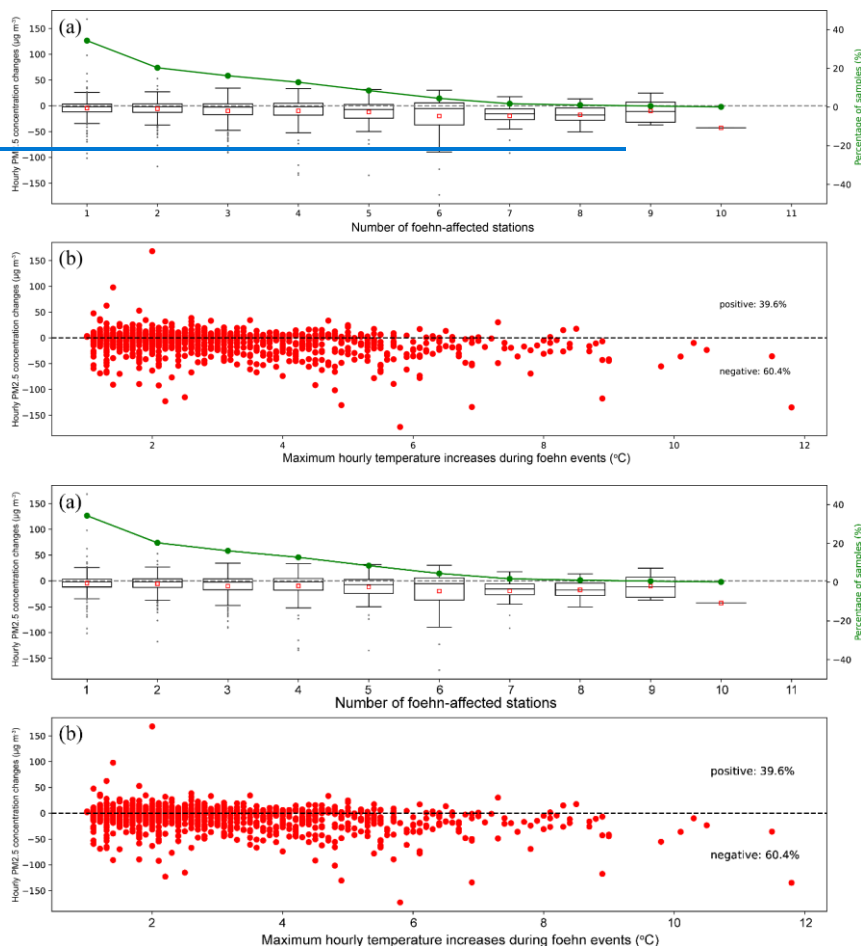 (a)
Hourly PM2.5 concentration changes (μg m⁻³)
150
100
50
0
−50
−100
−150
Percentage of samples (%)
40
20
0
−20
−40
1 2 3 4 5 6 7 8 9 10 11
Number of foehn-affected stations
(b)
Hourly PM2.5 concentration changes (μg m⁻³)
150
100
50
0
−50
−100
−150
positive: 39.6%
negative: 60.4%
2 4 6 8 10 12
Maximum hourly temperature increases during foehn events (°C)
(a)
Hourly PM2.5 concentration changes (μg m⁻³)
150
100
50
0
−50
−100
−150
Percentage of samples (%)
40
20
0
−20
−40
1 2 3 4 5 6 7 8 9 10 11
Number of foehn-affected stations
(b)
Hourly PM2.5 concentration changes (μg m⁻³)
150
100
50
0
−50
−100
−150
positive: 39.6%
negative: 60.4%
2 4 6 8 10 12
Maximum hourly temperature increases during foehn events (°C)